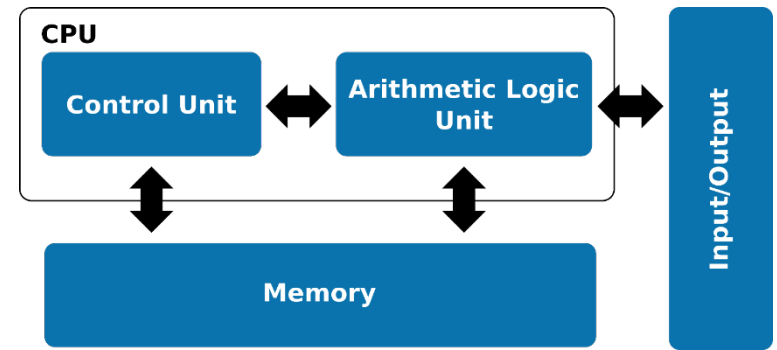 CPU
Control Unit
Arithmetic Logic
Unit
Input/Output
Memory